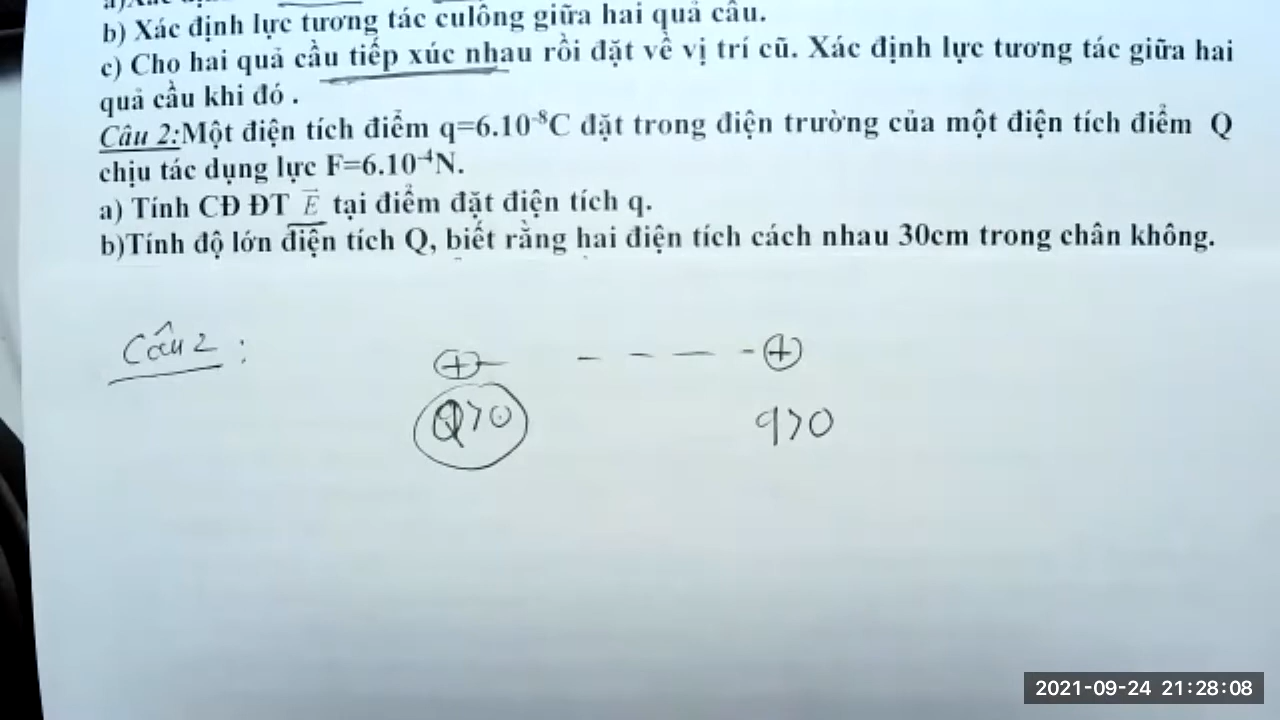 b) Xác định lực tương tác culông giữa hai quả cầu.
c) Cho hai quả cầu tiếp xúc nhau rồi đặt về vị trí cũ. Xác định lực tương tác giữa hai
quả cầu khi đó .
Câu 2:Một điện tích điểm q=6.10⁻⁸C đặt trong điện trường của một điện tích điểm Q
chịu tác dụng lực F=6.10⁻⁴N.
a) Tính CĐ ĐT E⃗ tại điểm đặt điện tích q.
b)Tính độ lớn điện tích Q, biết rằng hai điện tích cách nhau 30cm trong chân không.
Câu 2 :
+ - - - - - +
Q>0 q>0
2021-09-24 21:28:08